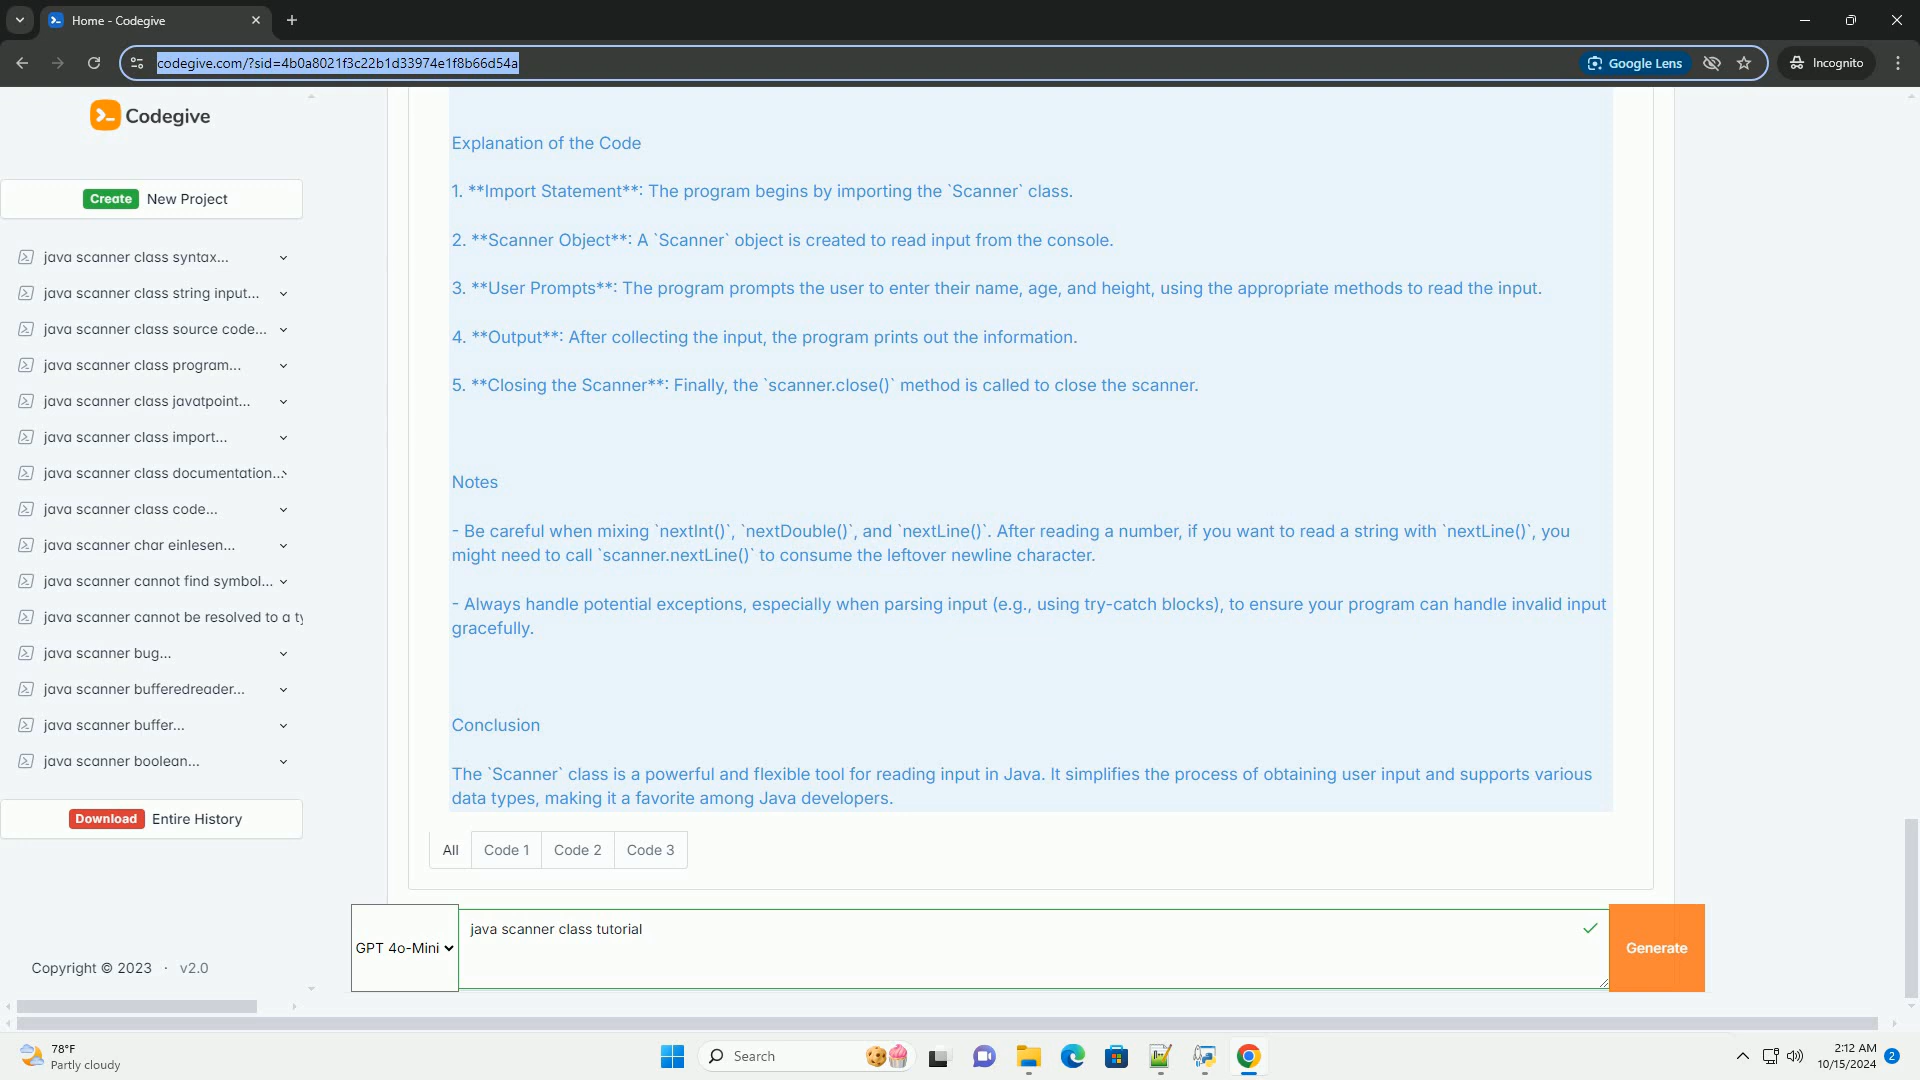 Home - Codegive
codegive.com/?sid=4b0a8021f3c22b1d33974e1f8b66d54a
Google Lens
Incognito
Codegive
Create New Project
java scanner class syntax...
java scanner class string input...
java scanner class source code...
java scanner class program...
java scanner class javatpoint...
java scanner class import...
java scanner class documentation...
java scanner class code...
java scanner char einlesen...
java scanner cannot find symbol...
java scanner cannot be resolved to a ty
java scanner bug...
java scanner bufferedreader...
java scanner buffer...
java scanner boolean...
Download Entire History
Copyright © 2023 · v2.0
Explanation of the Code
1. **Import Statement**: The program begins by importing the `Scanner` class.
2. **Scanner Object**: A `Scanner` object is created to read input from the console.
3. **User Prompts**: The program prompts the user to enter their name, age, and height, using the appropriate methods to read the input.
4. **Output**: After collecting the input, the program prints out the information.
5. **Closing the Scanner**: Finally, the `scanner.close()` method is called to close the scanner.
Notes
- Be careful when mixing `nextInt()`, `nextDouble()`, and `nextLine()`. After reading a number, if you want to read a string with `nextLine()`, you
might need to call `scanner.nextLine()` to consume the leftover newline character.
- Always handle potential exceptions, especially when parsing input (e.g., using try-catch blocks), to ensure your program can handle invalid input
gracefully.
Conclusion
The `Scanner` class is a powerful and flexible tool for reading input in Java. It simplifies the process of obtaining user input and supports various
data types, making it a favorite among Java developers.
All Code 1 Code 2 Code 3
GPT 4o-Mini
java scanner class tutorial
Generate
78°F
Partly cloudy
Search
2:12 AM
10/15/2024
2